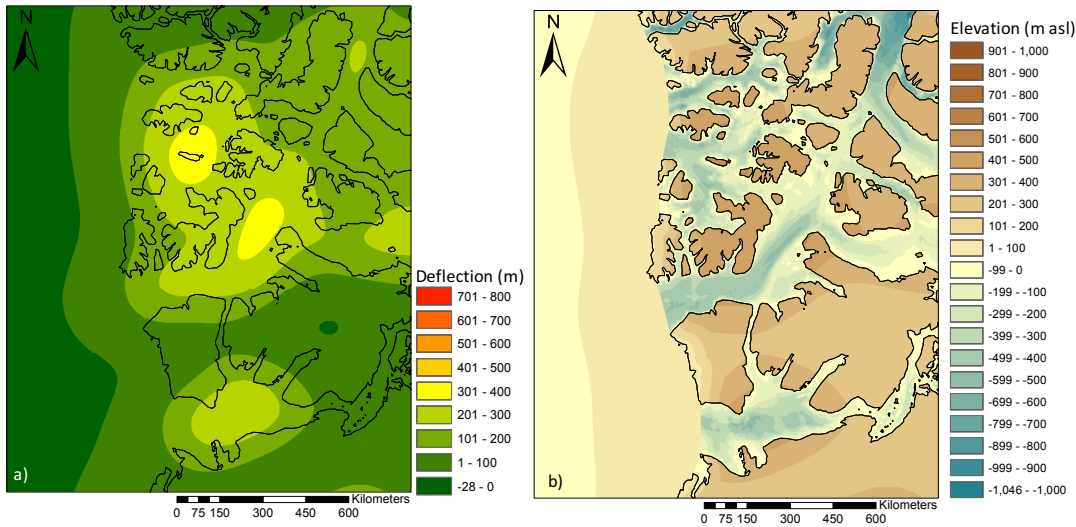 N
Deflection (m)
701 - 800
601 - 700
501 - 600
401 - 500
301 - 400
201 - 300
101 - 200
1 - 100
-28 - 0
a)
Kilometers
0 75 150 300 450 600
N
Elevation (m asl)
901 - 1,000
801 - 900
701 - 800
601 - 700
501 - 600
401 - 500
301 - 400
201 - 300
101 - 200
1 - 100
-99 - 0
-199 - -100
-299 - -200
-399 - -300
-499 - -400
-599 - -500
-699 - -600
-799 - -700
-899 - -800
-999 - -900
-1,046 - -1,000
b)
Kilometers
0 75 150 300 450 600